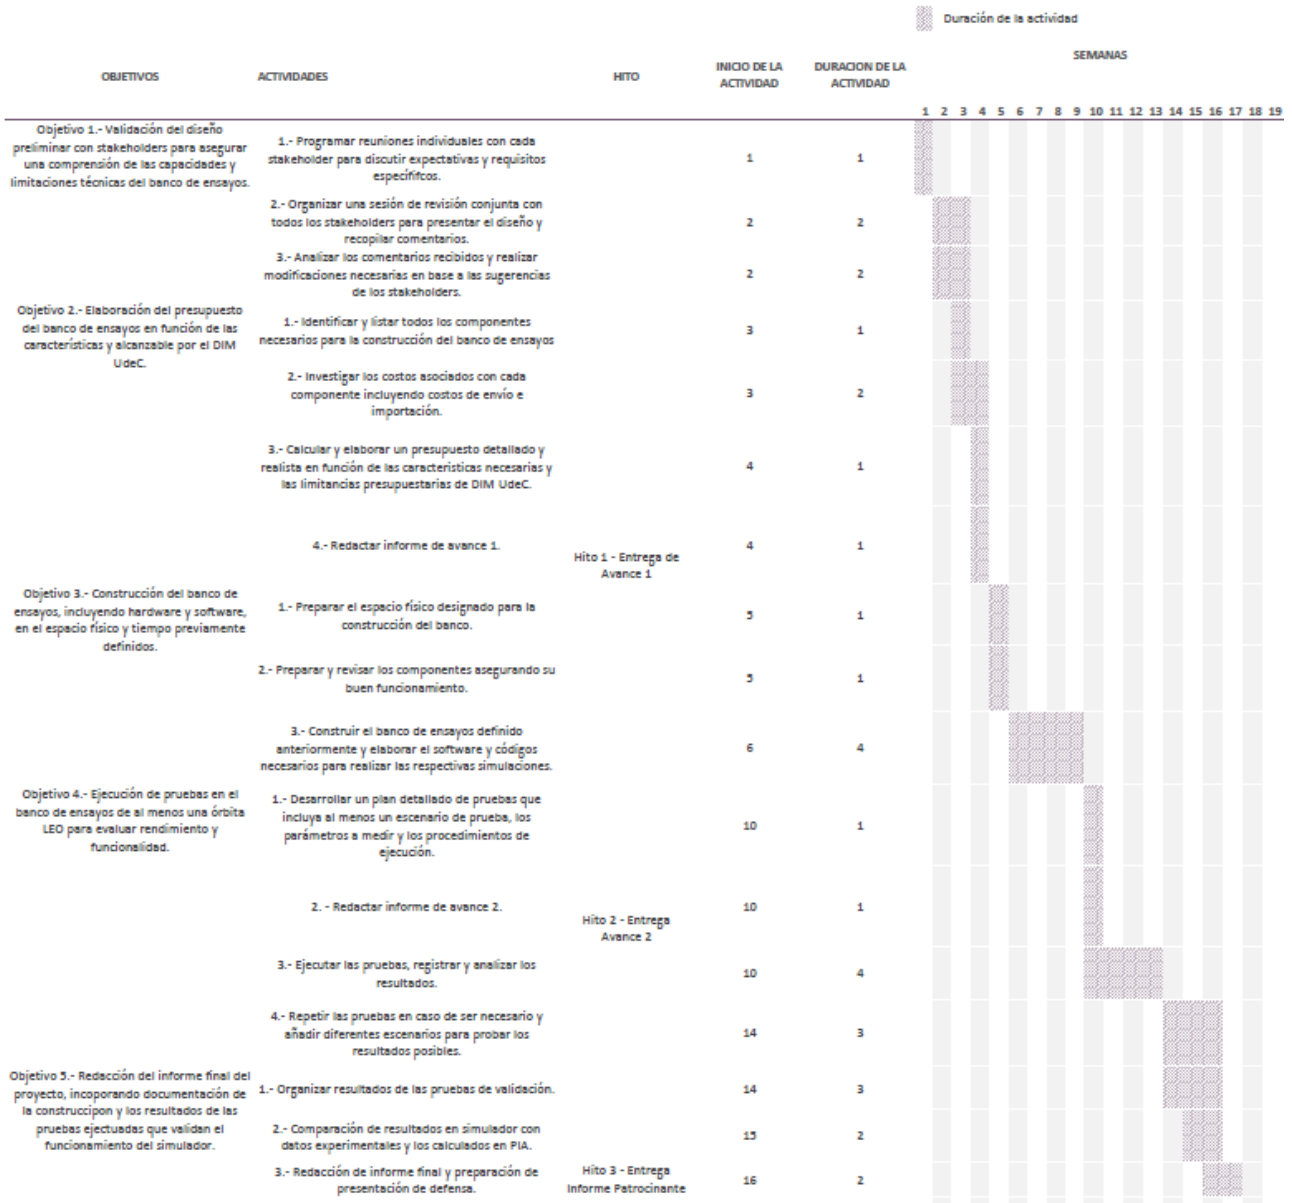 Duración de la actividad
SEMANAS
OBJETIVOS
ACTIVIDADES
HITO
INICIO DE LA
ACTIVIDAD
DURACION DE LA
ACTIVIDAD
1 2 3 4 5 6 7 8 9 10 11 12 13 14 15 16 17 18 19
Objetivo 1.- Validación del diseño
preliminar con stakeholders para asegurar
una comprensión de las capacidades y
limitaciones técnicas del banco de ensayos.
1.- Programar reuniones individuales con cada
stakeholder para discutir expectativas y requisitos
específifcos.
1
1
2.- Organizar una sesión de revisión conjunta con
todos los stakeholders para presentar el diseño y
recopilar comentarios.
2
2
3.- Analizar los comentarios recibidos y realizar
modificaciones necesarias en base a las sugerencias
de los stakeholders.
2
2
Objetivo 2.- Elaboración del presupuesto
del banco de ensayos en función de las
características y alcanzable por el DIM
UdeC.
1.- Identificar y listar todos los componentes
necesarios para la construcción del banco de ensayos
3
1
2.- Investigar los costos asociados con cada
componente incluyendo costos de envío e
importación.
3
2
3.- Calcular y elaborar un presupuesto detallado y
realista en función de las caracteristicas necesarias y
las limitancias presupuestarias de DIM UdeC.
4
1
4.- Redactar informe de avance 1.
Hito 1 - Entrega de
Avance 1
4
1
Objetivo 3.- Construcción del banco de
ensayos, incluyendo hardware y software,
en el espacio físico y tiempo previamente
definidos.
1.- Preparar el espacio físico designado para la
construcción del banco.
5
1
2.- Preparar y revisar los componentes asegurando su
buen funcionamiento.
5
1
3.- Construir el banco de ensayos definido
anteriormente y elaborar el software y códigos
necesarios para realizar las respectivas simulaciones.
6
4
Objetivo 4.- Ejecución de pruebas en el
banco de ensayos de al menos una órbita
LEO para evaluar rendimiento y
funcionalidad.
1.- Desarrollar un plan detallado de pruebas que
incluya al menos un escenario de prueba, los
parámetros a medir y los procedimientos de
ejecución.
10
1
2. - Redactar informe de avance 2.
Hito 2 - Entrega
Avance 2
10
1
3.- Ejecutar las pruebas, registrar y analizar los
resultados.
10
4
4.- Repetir las pruebas en caso de ser necesario y
añadir diferentes escenarios para probar los
resultados posibles.
14
3
Objetivo 5.- Redacción del informe final del
proyecto, incoporando documentación de
la construccipon y los resultados de las
pruebas ejectuadas que validan el
funcionamiento del simulador.
1.- Organizar resultados de las pruebas de validación.
14
3
2.- Comparación de resultados en simulador con
datos experimentales y los calculados en PIA.
15
2
3.- Redacción de informe final y preparación de
presentación de defensa.
Hito 3 - Entrega
Informe Patrocinante
16
2